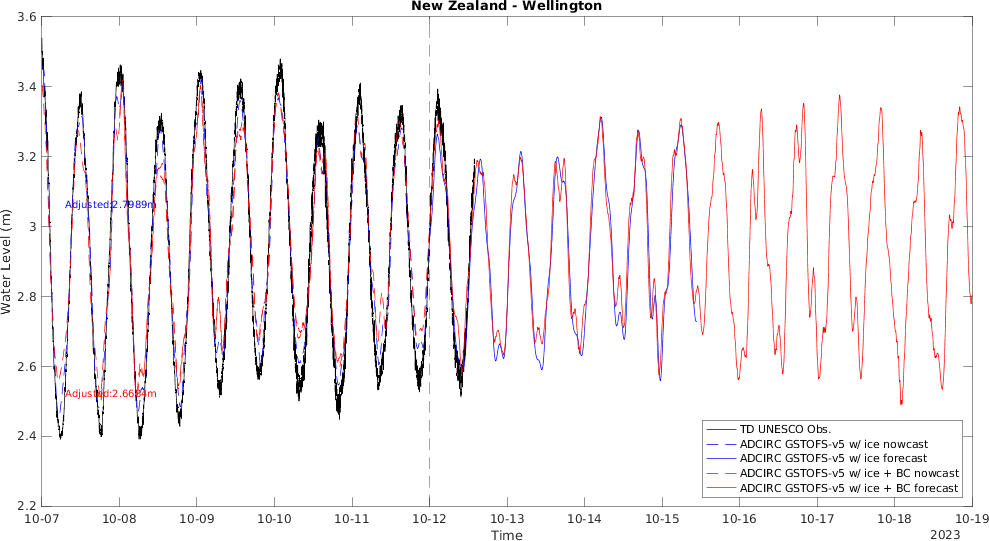 New Zealand - Wellington
3.6
3.4
3.2
3
2.8
2.6
2.4
2.2
Water Level (m)
Adjusted:2.7989m
Adjusted:2.6684m
TD UNESCO Obs.
ADCIRC GSTOFS-v5 w/ ice nowcast
ADCIRC GSTOFS-v5 w/ ice forecast
ADCIRC GSTOFS-v5 w/ ice + BC nowcast
ADCIRC GSTOFS-v5 w/ ice + BC forecast
10-07 10-08 10-09 10-10 10-11 10-12 10-13 10-14 10-15 10-16 10-17 10-18 10-19
Time
2023